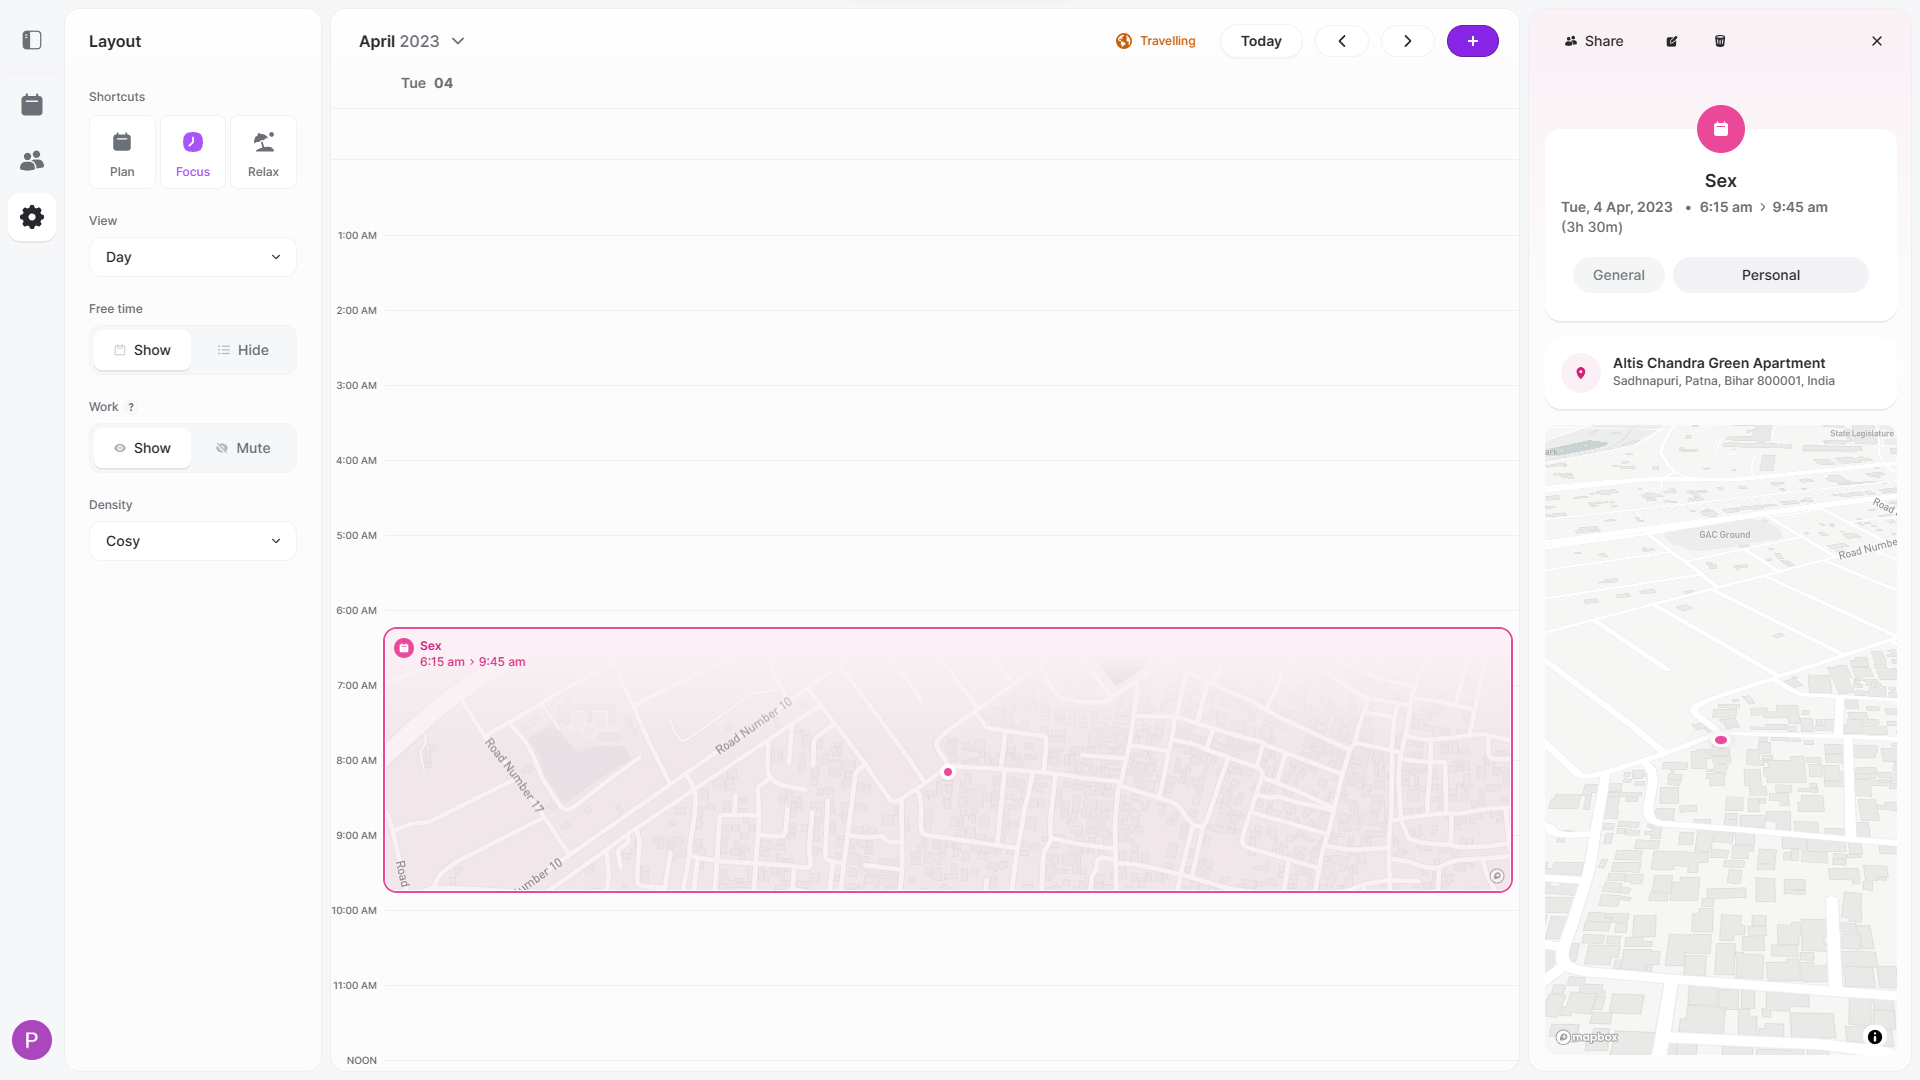 Layout
Shortcuts
Plan
Focus
Relax
View
Day
Free time
Show
Hide
Work ?
Show
Mute
Density
Cosy
P
April 2023
Travelling
Today
Tue 04
1:00 AM
2:00 AM
3:00 AM
4:00 AM
5:00 AM
6:00 AM
7:00 AM
8:00 AM
9:00 AM
10:00 AM
11:00 AM
NOON
Sex
6:15 am › 9:45 am
Road Number 10
Road Number 17
Road
umber 10
Share
Sex
Tue, 4 Apr, 2023 • 6:15 am › 9:45 am
(3h 30m)
General
Personal
Altis Chandra Green Apartment
Sadhnapuri, Patna, Bihar 800001, India
State Legislature
ark
Road
GAC Ground
Road Numbe
mapbox